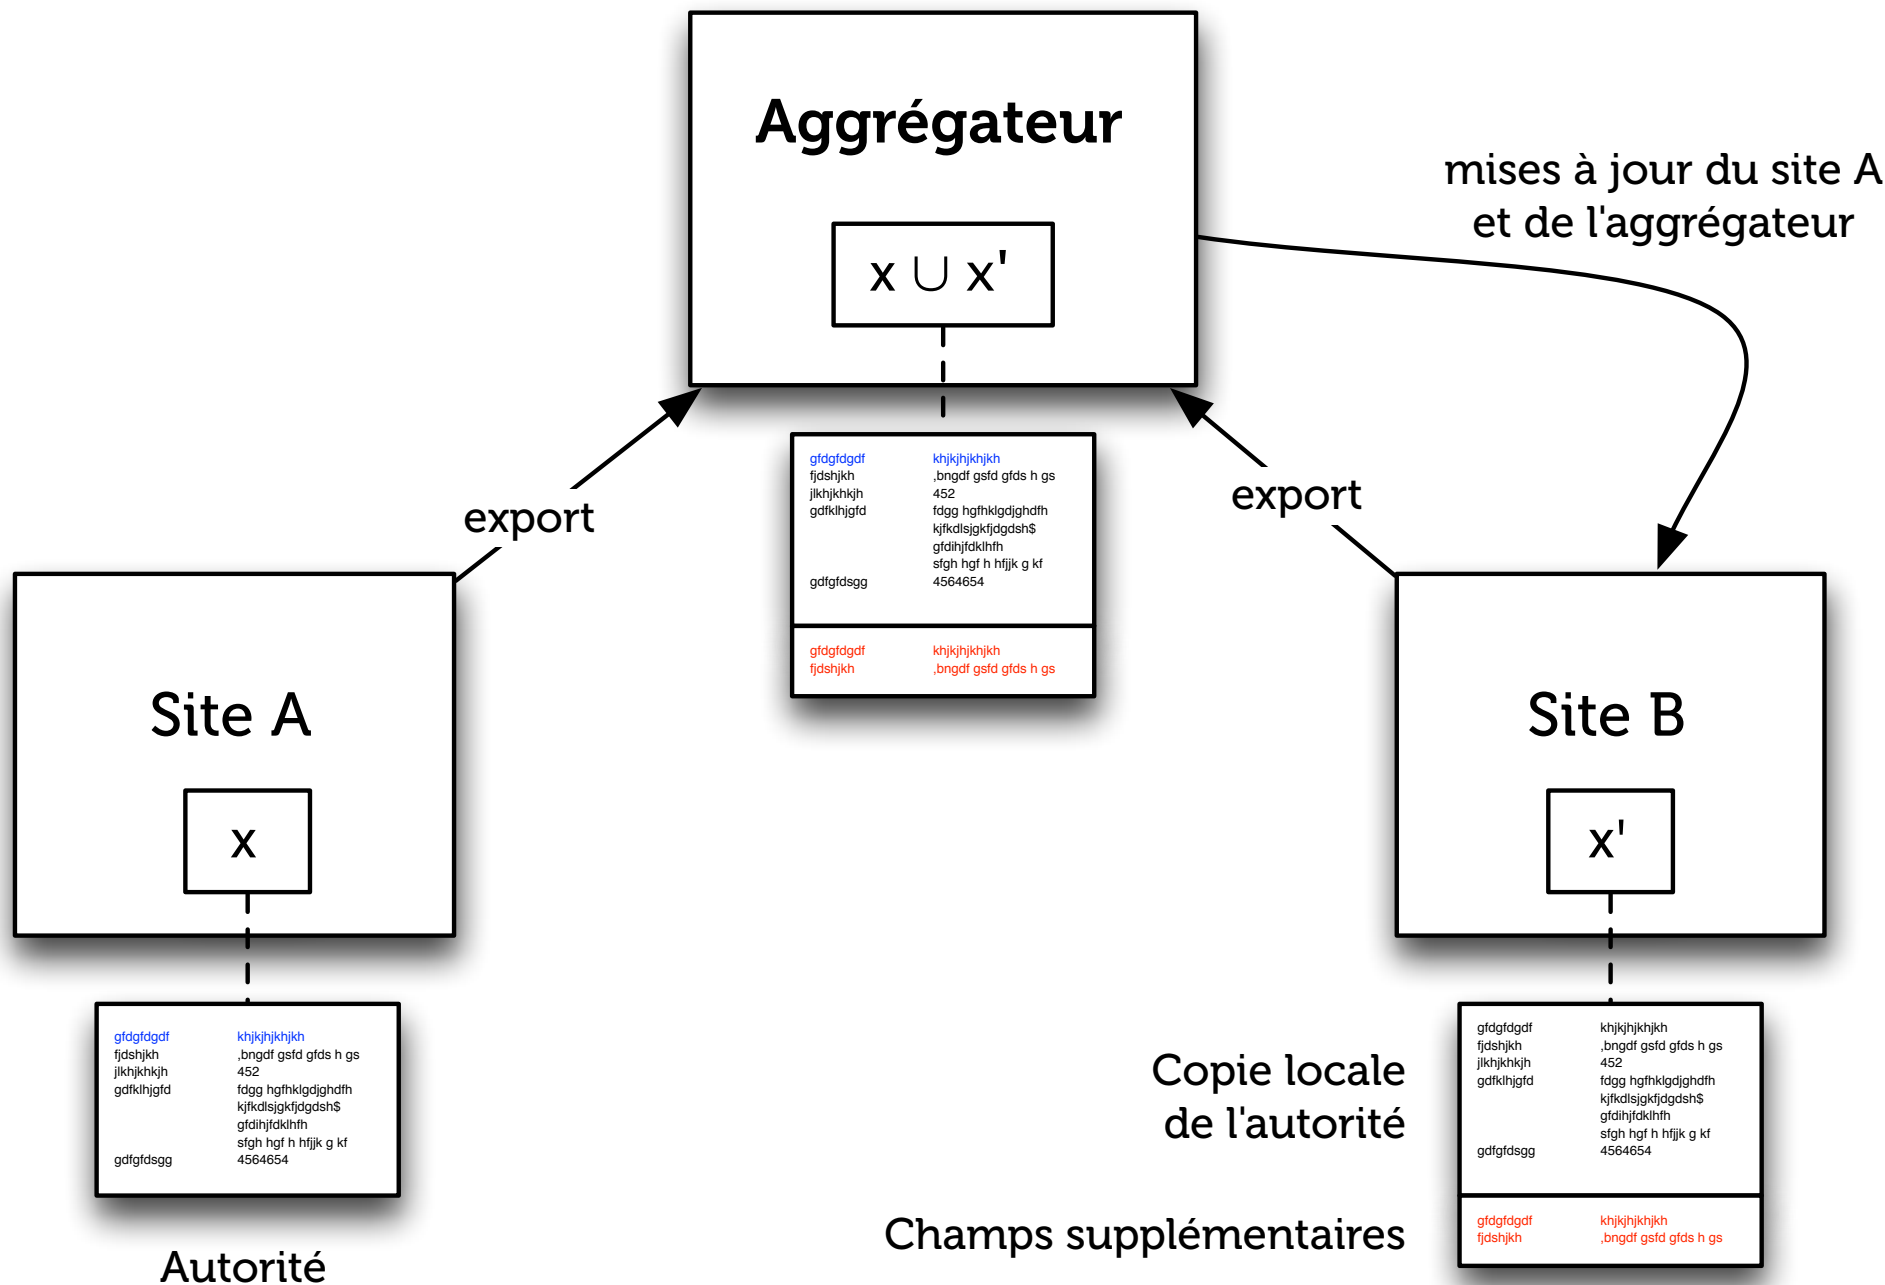 Aggrégateur
x ∪ x'
mises à jour du site A
et de l'aggrégateur
export
export
gfdgfdgdf khjkjhjkhjkh
fjdshjkh ,bngdf gsfd gfds h gs
jlkhjkhkjh 452
gdfklhjgfd fdgg hgfhklgdjghdfh
kjfkdlsjgkfjdgdsh$
gfdihjfdklhfh
sfgh hgf h hfjjk g kf
gdfgfdsgg 4564654
gfdgfdgdf khjkjhjkhjkh
fjdshjkh ,bngdf gsfd gfds h gs
Site A
x
gfdgfdgdf khjkjhjkhjkh
fjdshjkh ,bngdf gsfd gfds h gs
jlkhjkhkjh 452
gdfklhjgfd fdgg hgfhklgdjghdfh
kjfkdlsjgkfjdgdsh$
gfdihjfdklhfh
sfgh hgf h hfjjk g kf
gdfgfdsgg 4564654
Autorité
Site B
x'
Copie locale
de l'autorité
gfdgfdgdf khjkjhjkhjkh
fjdshjkh ,bngdf gsfd gfds h gs
jlkhjkhkjh 452
gdfklhjgfd fdgg hgfhklgdjghdfh
kjfkdlsjgkfjdgdsh$
gfdihjfdklhfh
sfgh hgf h hfjjk g kf
gdfgfdsgg 4564654
Champs supplémentaires
gfdgfdgdf khjkjhjkhjkh
fjdshjkh ,bngdf gsfd gfds h gs